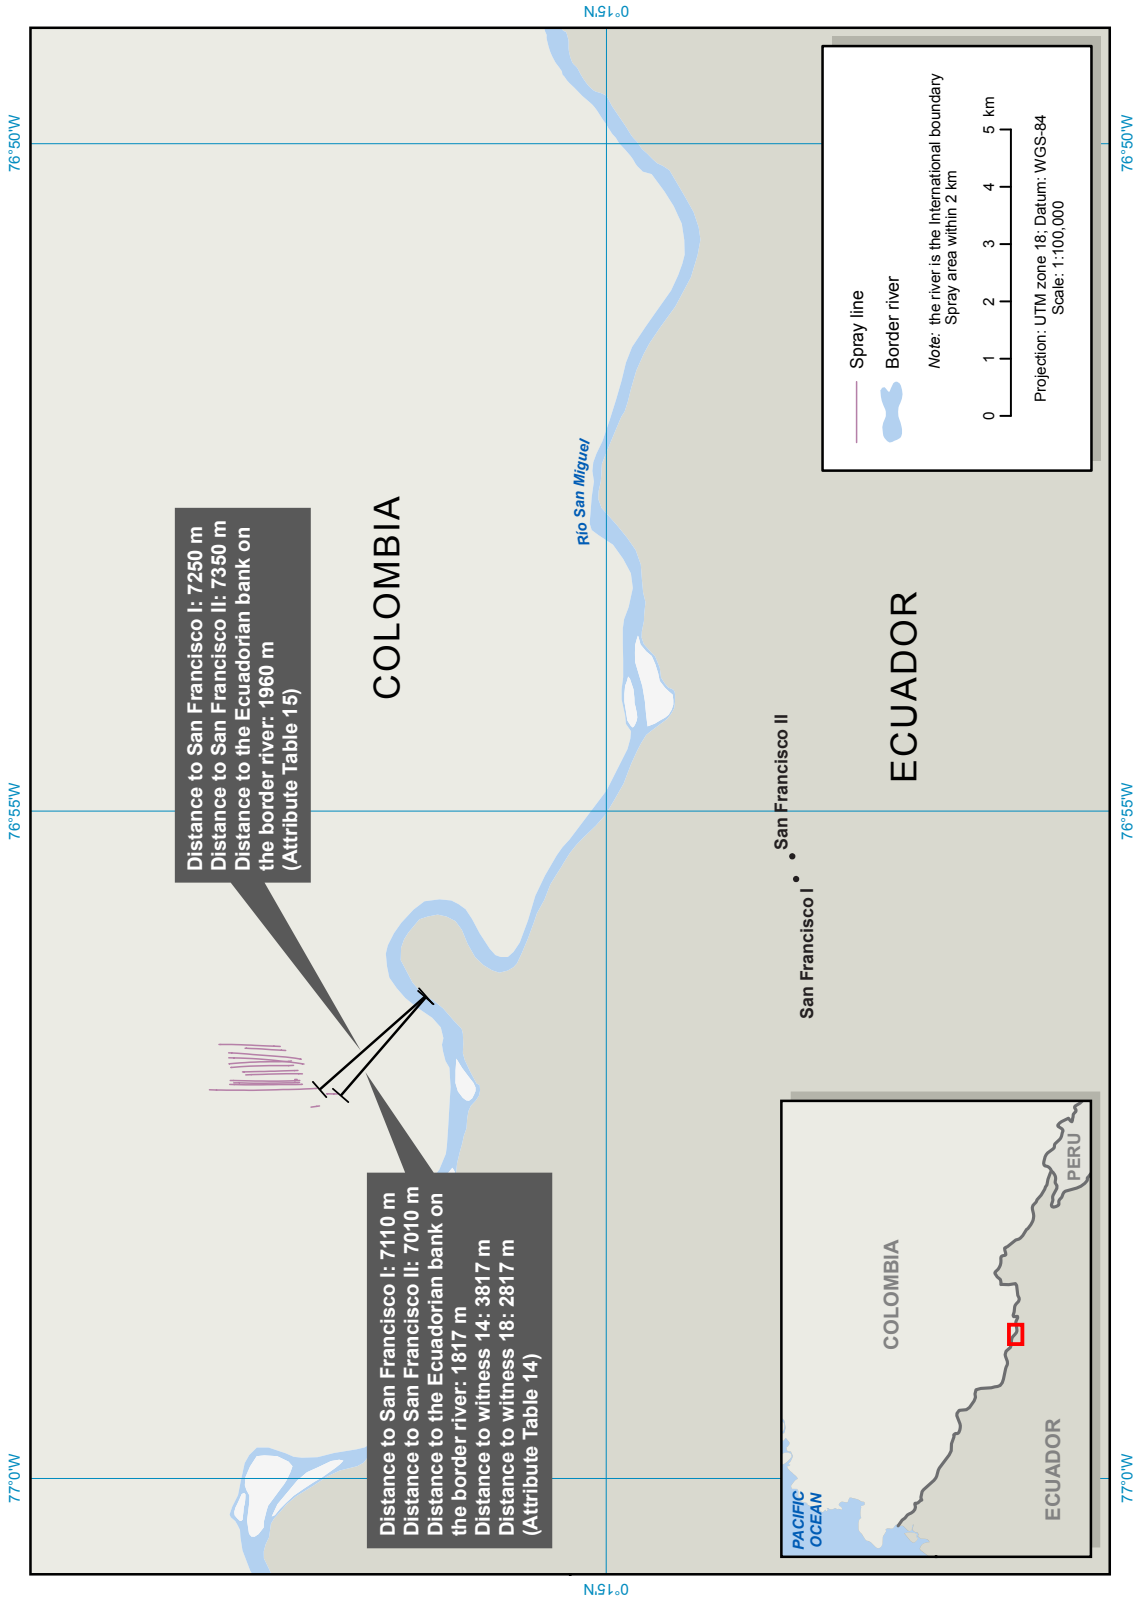 77°0'W
76°55'W
76°50'W
0°15'N
0°15'N
Distance to San Francisco I: 7250 m
Distance to San Francisco II: 7350 m
Distance to the Ecuadorian bank on
the border river: 1960 m
(Attribute Table 15)
COLOMBIA
Distance to San Francisco I: 7110 m
Distance to San Francisco II: 7010 m
Distance to the Ecuadorian bank on
the border river: 1817 m
Distance to witness 14: 3817 m
Distance to witness 18: 2817 m
(Attribute Table 14)
Río San Miguel
San Francisco II
San Francisco I
ECUADOR
PACIFIC
OCEAN
COLOMBIA
ECUADOR
PERU
Spray line
Border river
Note: the river is the International boundary
Spray area within 2 km
0 1 2 3 4 5 km
Projection: UTM zone 18; Datum: WGS-84
Scale: 1:100,000
77°0'W
76°55'W
76°50'W